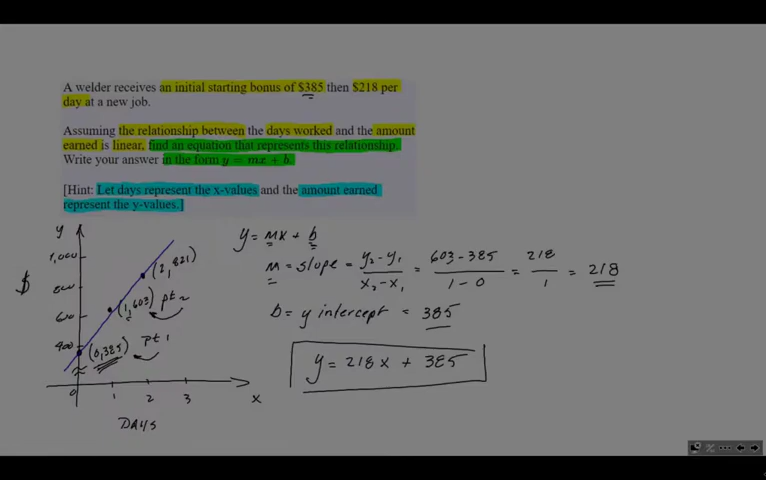 A welder receives an initial starting bonus of $385 then $218 per
day at a new job.
Assuming the relationship between the days worked and the amount
earned is linear, find an equation that represents this relationship.
Write your answer in the form y = mx + b.
[Hint: Let days represent the x-values and the amount earned
represent the y-values.]
y
1,000
800
600
400
0
$
(2,821)
(1,603) pt 2
(0,385) pt 1
1 2 3 x
DAYS
y = mx + b
m = slope = y₂ - y₁ / x₂ - x₁ = 603 - 385 / 1 - 0 = 218 / 1 = 218
b = y intercept = 385
y = 218x + 385